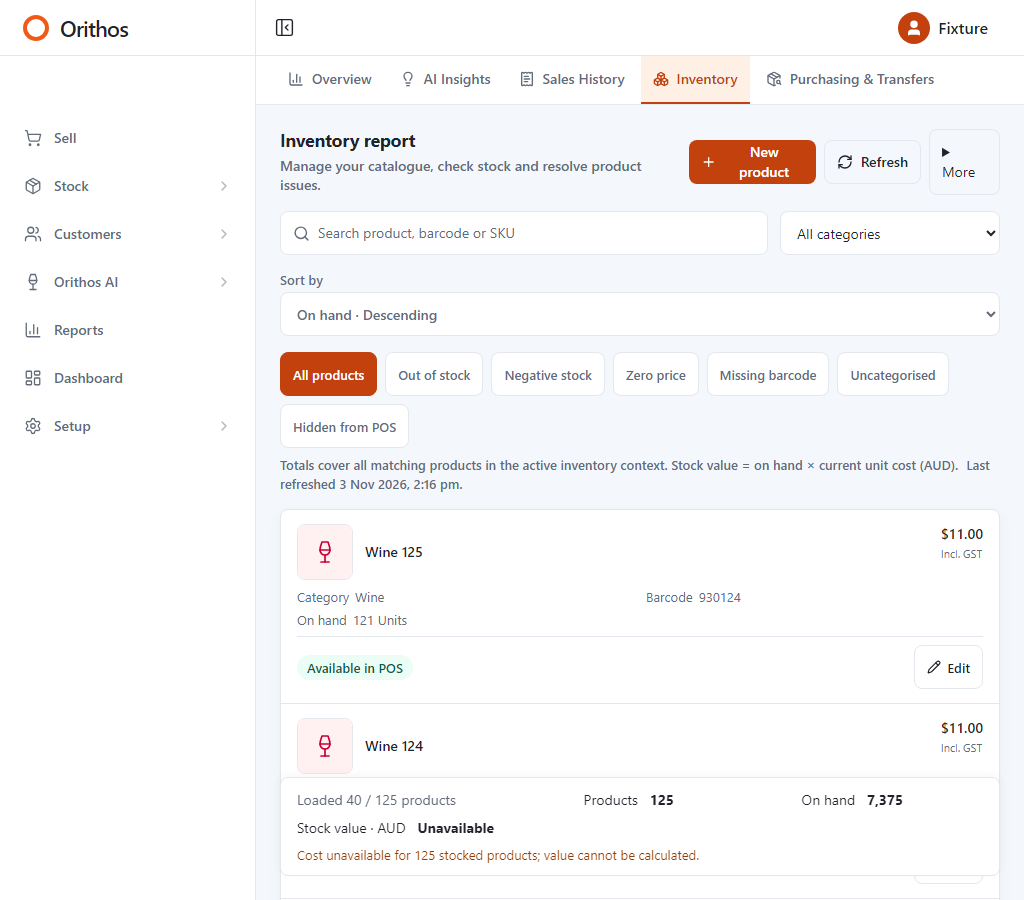 Orithos
Fixture
Overview
AI Insights
Sales History
Inventory
Purchasing & Transfers
Sell
Stock
Customers
Orithos AI
Reports
Dashboard
Setup
Inventory report
Manage your catalogue, check stock and resolve product
issues.
New
product
Refresh
More
Search product, barcode or SKU
All categories
Sort by
On hand · Descending
All products
Out of stock
Negative stock
Zero price
Missing barcode
Uncategorised
Hidden from POS
Totals cover all matching products in the active inventory context. Stock value = on hand × current unit cost (AUD). Last
refreshed 3 Nov 2026, 2:16 pm.
Wine 125
$11.00
Incl. GST
Category Wine
Barcode 930124
On hand 121 Units
Available in POS
Edit
Wine 124
$11.00
Incl. GST
Loaded 40 / 125 products
Products 125
On hand 7,375
Stock value · AUD Unavailable
Cost unavailable for 125 stocked products; value cannot be calculated.